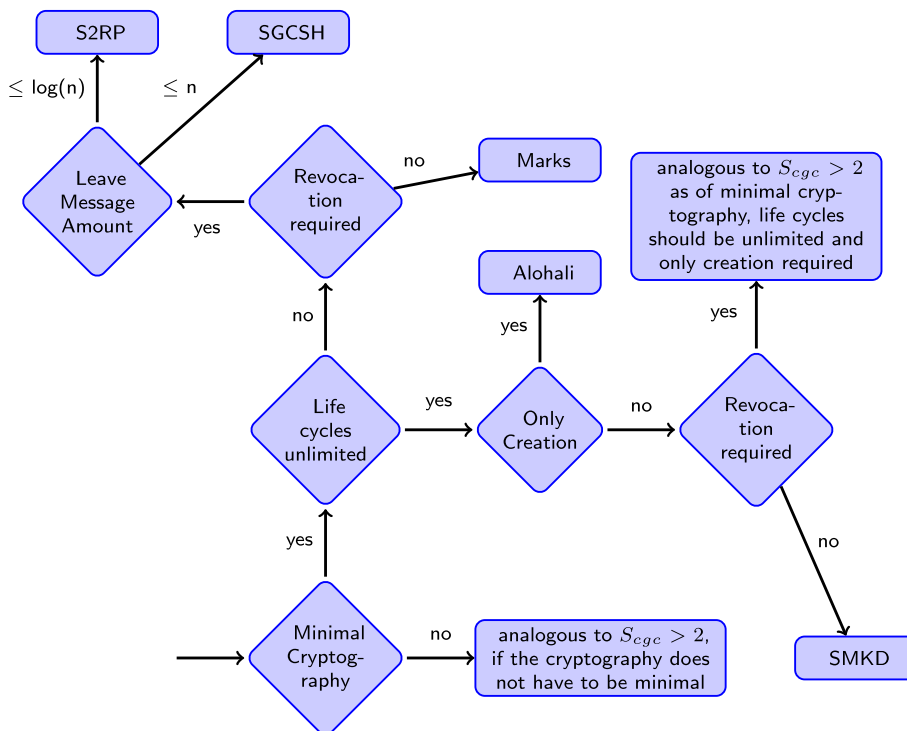 S2RP
SGCSH
≤ log(n)
≤ n
Leave
Message
Amount
yes
Revoca-
tion
required
no
Marks
analogous to S_{cgc} > 2
as of minimal cryp-
tography, life cycles
should be unlimited and
only creation required
Alohali
no
yes
yes
Life
cycles
unlimited
yes
Only
Creation
no
Revoca-
tion
required
yes
no
Minimal
Cryptog-
raphy
no
analogous to S_{cgc} > 2,
if the cryptography does
not have to be minimal
SMKD